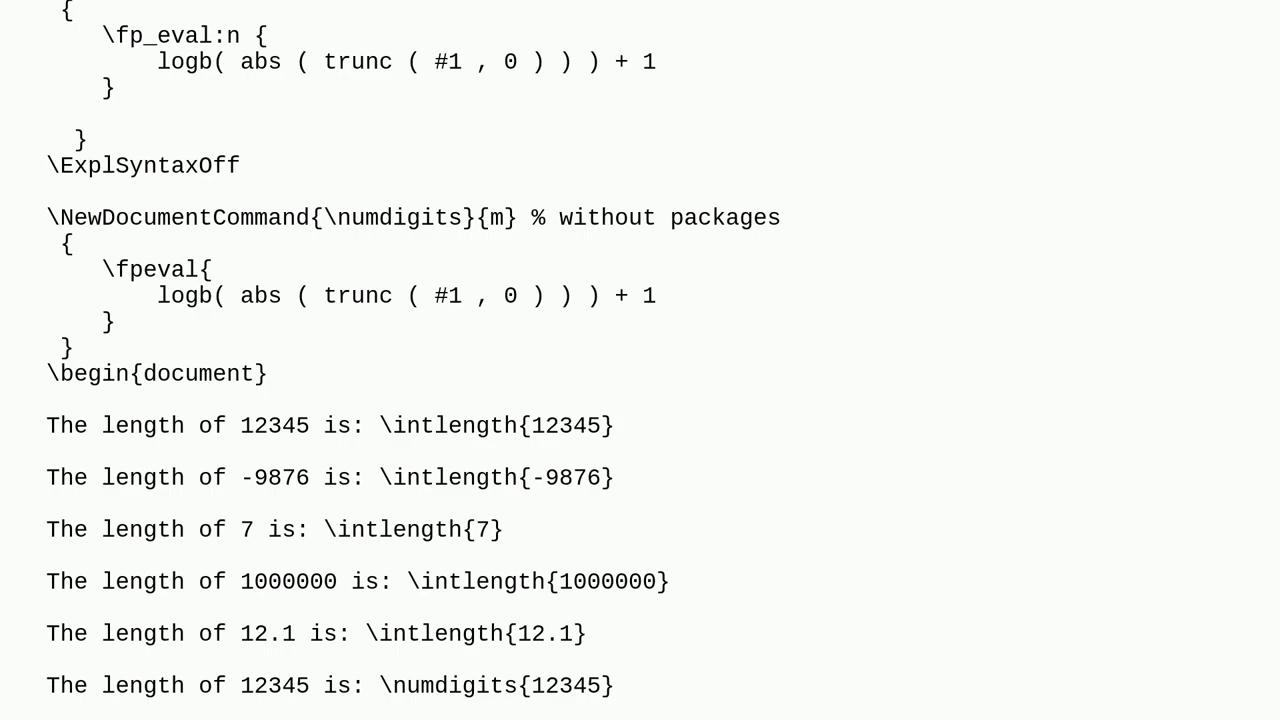 {
\fp_eval:n {
logb( abs ( trunc ( #1 , 0 ) ) ) + 1
}
}
\ExplSyntaxOff
\NewDocumentCommand{\numdigits}{m} % without packages
{
\fpeval{
logb( abs ( trunc ( #1 , 0 ) ) ) + 1
}
}
\begin{document}
The length of 12345 is: \intlength{12345}
The length of -9876 is: \intlength{-9876}
The length of 7 is: \intlength{7}
The length of 1000000 is: \intlength{1000000}
The length of 12.1 is: \intlength{12.1}
The length of 12345 is: \numdigits{12345}